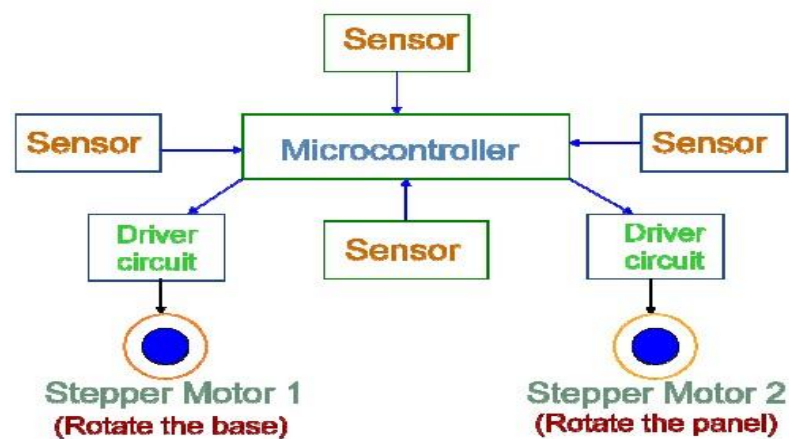 Sensor
Sensor
Microcontroller
Sensor
Sensor
Driver
circuit
Driver
circuit
Stepper Motor 1
(Rotate the base)
Stepper Motor 2
(Rotate the panel)